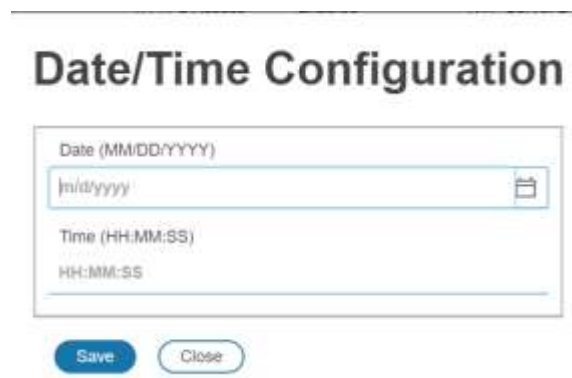 Date/Time Configuration
Date (MM/DD/YYYY)
m/d/yyyy
Time (HH:MM:SS)
HH:MM:SS
Save Close